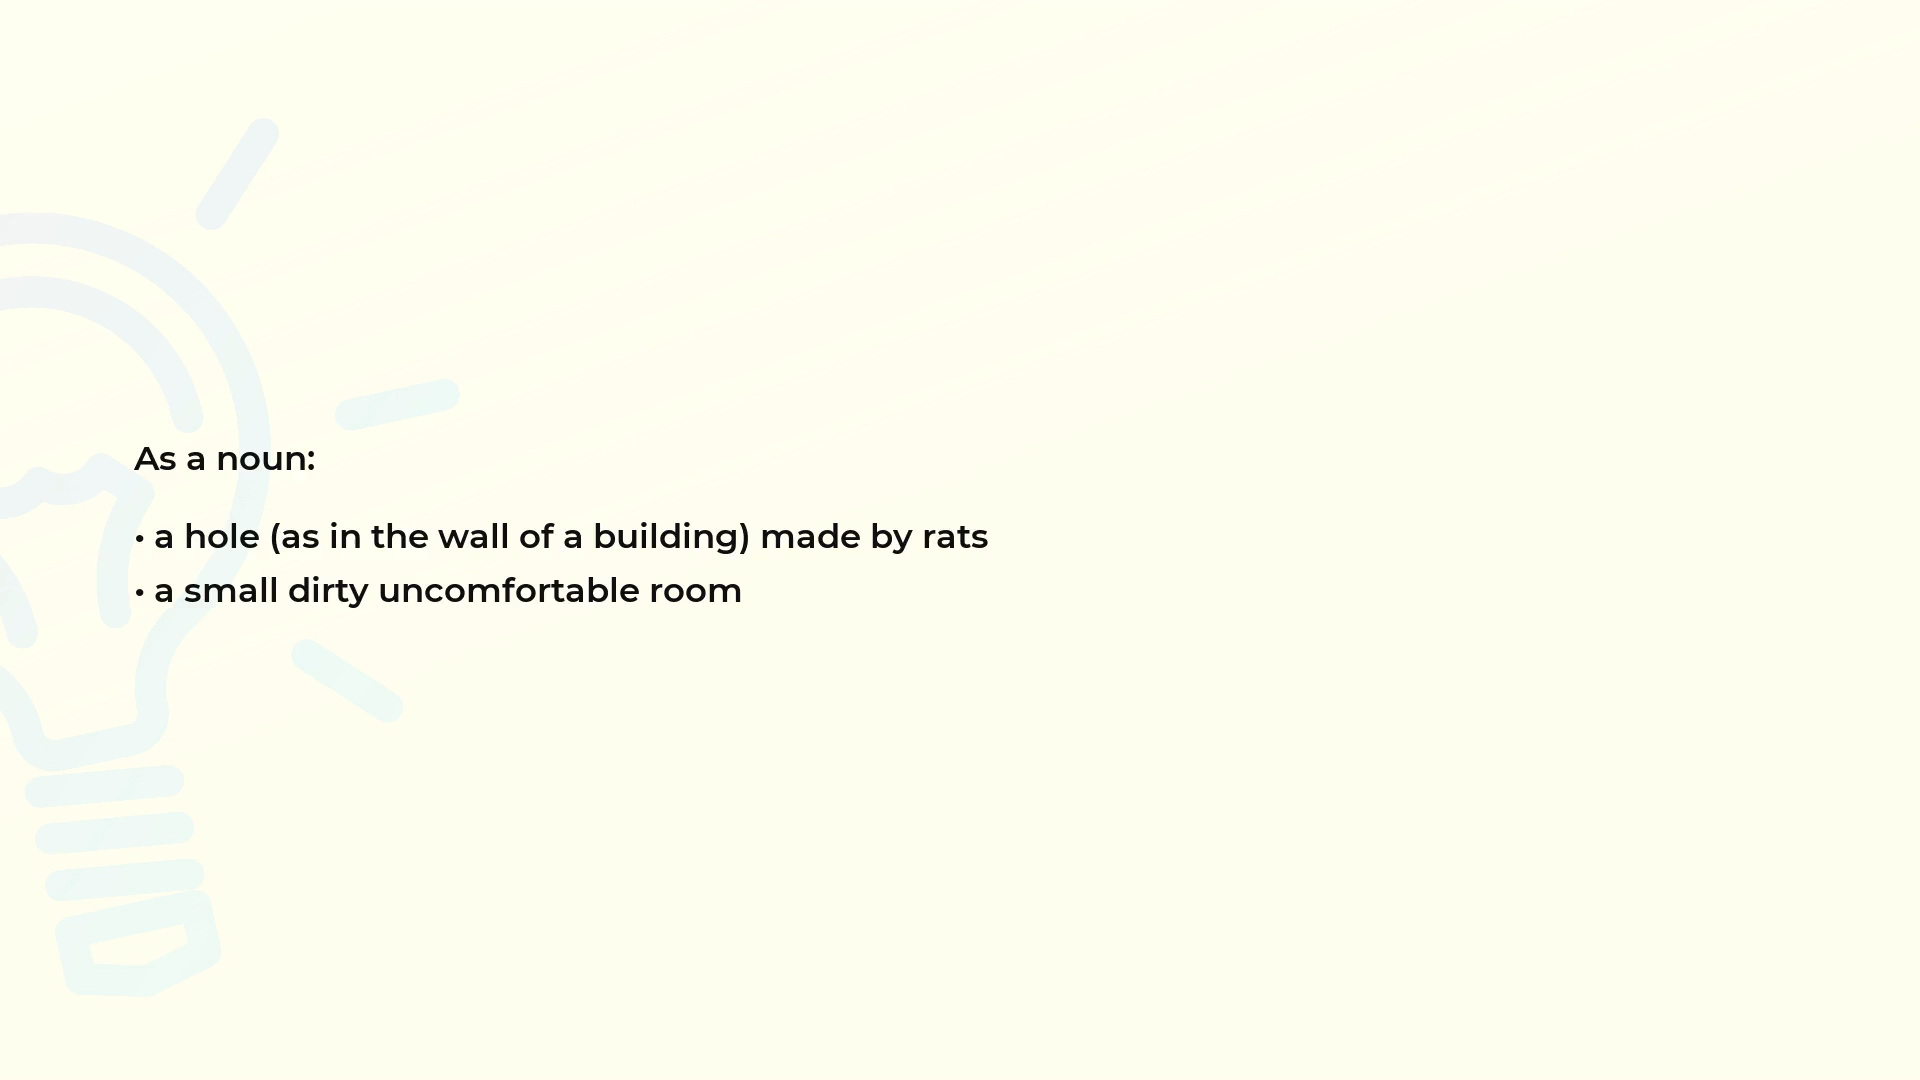 As a noun:
• a hole (as in the wall of a building) made by rats
• a small dirty uncomfortable room